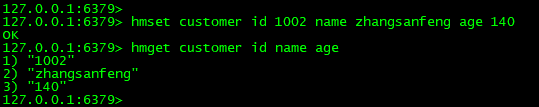 127.0.0.1:6379>
127.0.0.1:6379> hmset customer id 1002 name zhangsanfeng age 140
OK
127.0.0.1:6379> hmget customer id name age
1) "1002"
2) "zhangsanfeng"
3) "140"
127.0.0.1:6379>